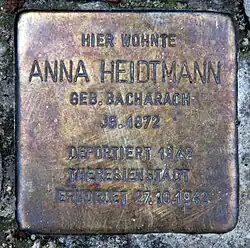 HIER WOHNTE
ANNA HEIDTMANN
GEB. BACHARACH
JG. 1872
DEPORTIERT 1942
THERESIENSTADT
ERMORDET 27.10.1942